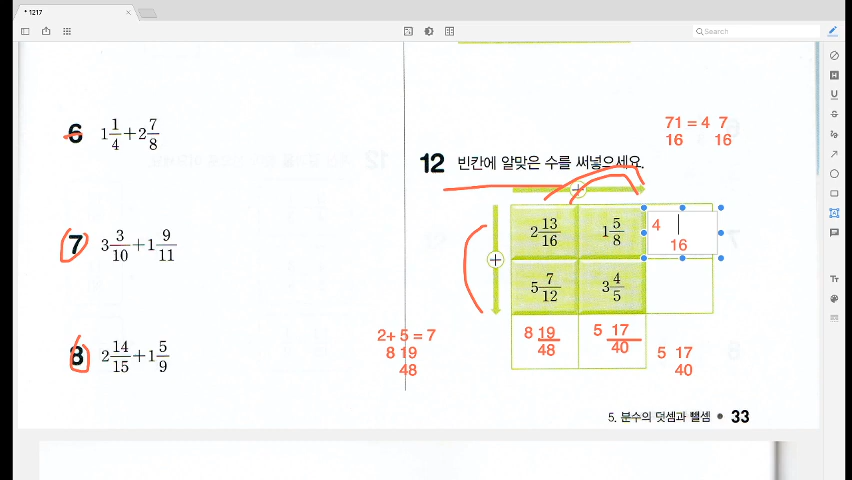 1217
Search
6 1 1/4 + 2 7/8
7 3 3/10 + 1 9/11
8 2 14/15 + 1 5/9
71 = 4 7
16 16
12 빈칸에 알맞은 수를 써넣으세요.
+
2 13/16 1 5/8 4
16
+
5 7/12 3 4/5
8 19/48 5 17/40
2+ 5 = 7
8 19
48
5 17
40
5. 분수의 덧셈과 뺄셈 • 33